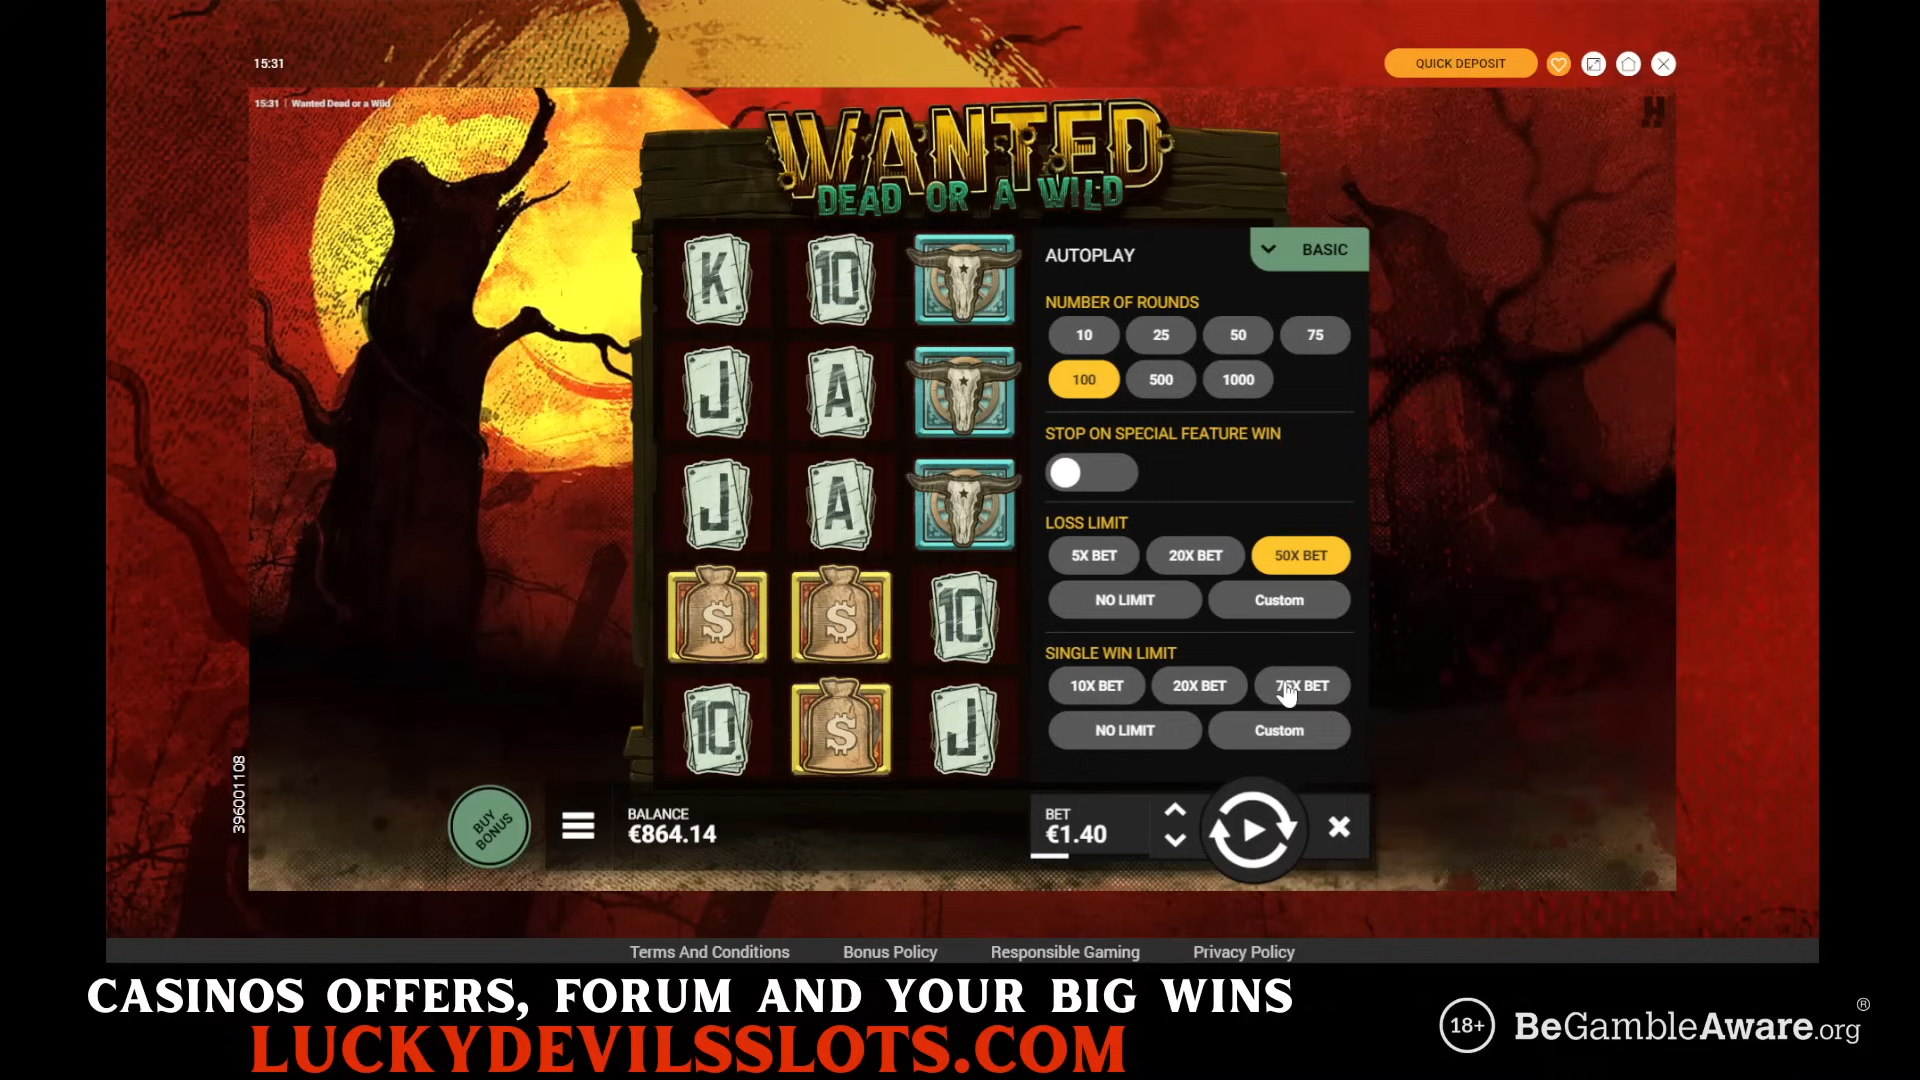 15:31
QUICK DEPOSIT
15:31 | Wanted Dead or a Wild
WANTED
DEAD OR A WILD
K 10
J A
J A
$ $ 10
10 $ J
AUTOPLAY
BASIC
NUMBER OF ROUNDS
10 25 50 75
100 500 1000
STOP ON SPECIAL FEATURE WIN
LOSS LIMIT
5X BET 20X BET 50X BET
NO LIMIT Custom
SINGLE WIN LIMIT
10X BET 20X BET 75X BET
NO LIMIT Custom
396001108
BUY
BONUS
BALANCE
€864.14
BET
€1.40
Terms And Conditions Bonus Policy Responsible Gaming Privacy Policy
CASINOS OFFERS, FORUM AND YOUR BIG WINS
LUCKYDEVILSSLOTS.COM
18+ BeGambleAware.org®